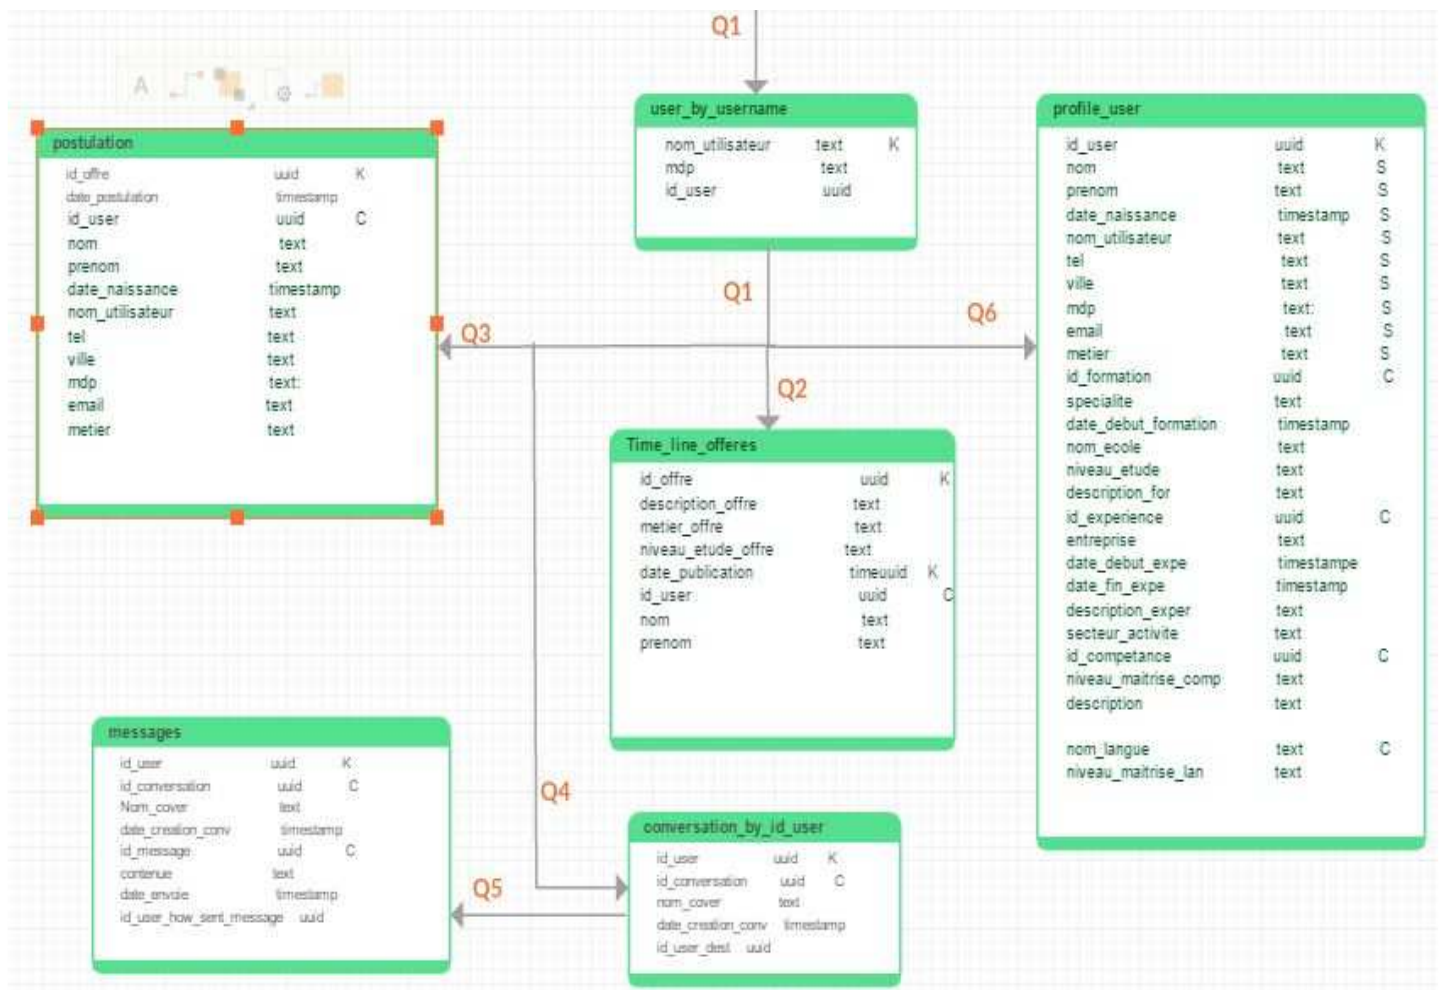 Q1
A
postulation
id_offre uuid K
date_postulation timestamp
id_user uuid C
nom text
prenom text
date_naissance timestamp
nom_utilisateur text
tel text
ville text
mdp text:
email text
metier text
user_by_username
nom_utilisateur text K
mdp text
id_user uuid
profile_user
id_user uuid K
nom text S
prenom text S
date_naissance timestamp S
nom_utilisateur text S
tel text S
ville text S
mdp text: S
email text S
metier text S
id_formation uuid C
specialite text
date_debut_formation timestamp
nom_ecole text
niveau_etude text
description_for text
id_experience uuid C
entreprise text
date_debut_expe timestampe
date_fin_expe timestamp
description_exper text
secteur_activite text
id_competance uuid C
niveau_maitrise_comp text
description text
nom_langue text C
niveau_maitrise_lan text
Q1
Q3
Q6
Q2
Time_line_offeres
id_offre uuid K
description_offre text
metier_offre text
niveau_etude_offre text
date_publication timeuuid K
id_user uuid C
nom text
prenom text
messages
id_user uuid K
id_conversation uuid C
Nom_cover text
date_creation_conv timestamp
id_message uuid C
contenue text
date_envoie timestamp
id_user_how_sent_message uuid
Q4
Q5
conversation_by_id_user
id_user uuid K
id_conversation uuid C
nom_cover text
date_creation_conv timestamp
id_user_dest uuid